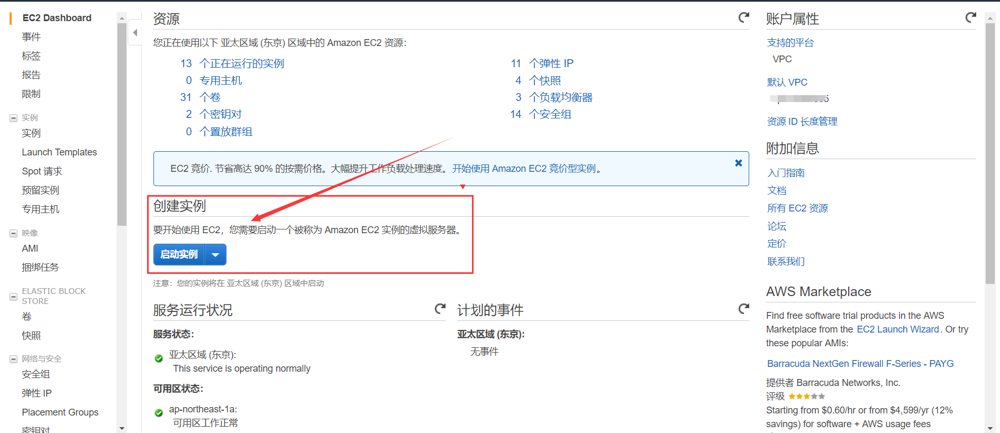 EC2 Dashboard
事件
标签
报告
限制
实例
实例
Launch Templates
Spot 请求
预留实例
专用主机
映像
AMI
捆绑任务
ELASTIC BLOCK
STORE
卷
快照
网络与安全
安全组
弹性 IP
Placement Groups
密钥对
资源
您正在使用以下 亚太区域 (东京) 区域中的 Amazon EC2 资源:
13 个正在运行的实例
0 专用主机
31 个卷
2 个密钥对
0 个置放群组
11 个弹性 IP
4 个快照
3 个负载均衡器
14 个安全组
EC2 竞价. 节省高达 90% 的按需价格。大幅提升工作负载处理速度。开始使用 Amazon EC2 竞价型实例。
创建实例
要开始使用 EC2，您需要启动一个被称为 Amazon EC2 实例的虚拟服务器。
启动实例
注意：您的实例将在 亚太区域 (东京) 区域中启动
服务运行状况
服务状态:
亚太区域 (东京):
This service is operating normally
可用区状态:
ap-northeast-1a:
可用区工作正常
计划的事件
亚太区域 (东京):
无事件
账户属性
支持的平台
VPC
默认 VPC
资源 ID 长度管理
附加信息
入门指南
文档
所有 EC2 资源
论坛
定价
联系我们
AWS Marketplace
Find free software trial products in the AWS
Marketplace from the EC2 Launch Wizard. Or try
these popular AMIs:
Barracuda NextGen Firewall F-Series - PAYG
提供者 Barracuda Networks, Inc.
评级
Starting from $0.60/hr or from $4,599/yr (12%
savings) for software + AWS usage fees